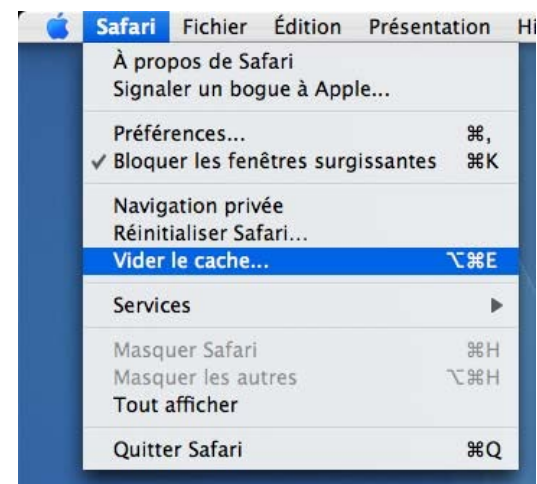 Safari Fichier Édition Présentation Hi
À propos de Safari
Signaler un bogue à Apple...
Préférences... ⌘,
✓ Bloquer les fenêtres surgissantes ⌘K
Navigation privée
Réinitialiser Safari...
Vider le cache... ⌥⌘E
Services ▶
Masquer Safari ⌘H
Masquer les autres ⌥⌘H
Tout afficher
Quitter Safari ⌘Q